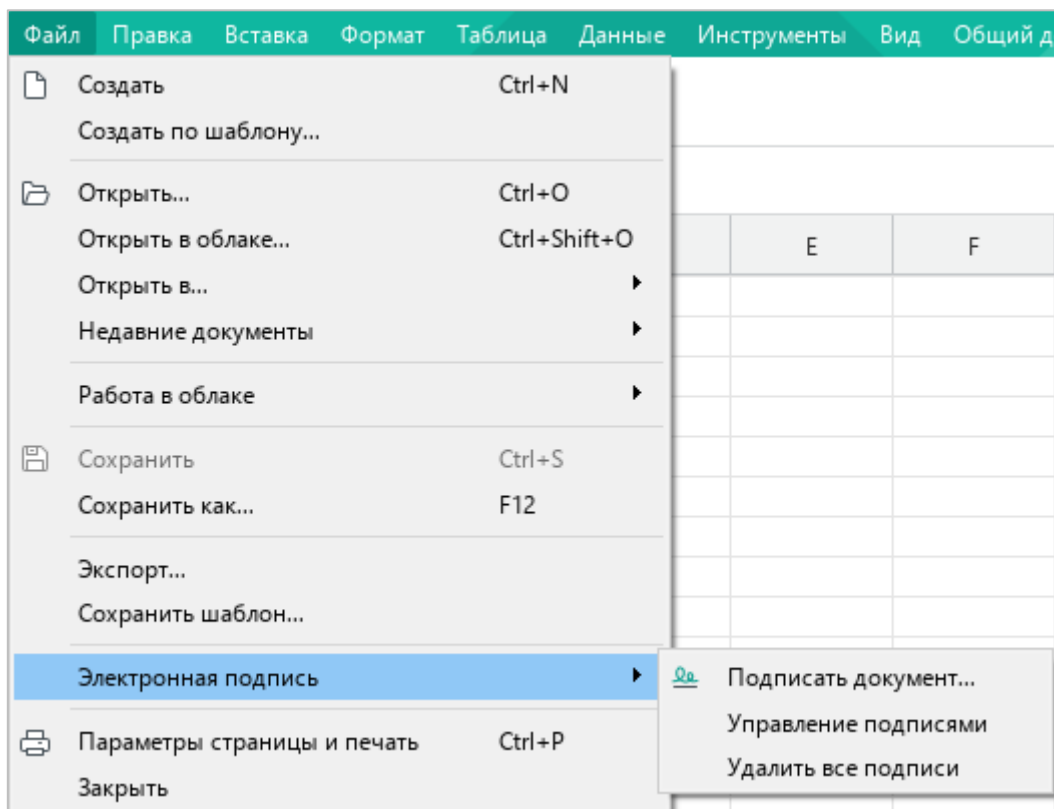 Файл Правка Вставка Формат Таблица Данные Инструменты Вид Общий
Создать Ctrl+N
Создать по шаблону...
Открыть... Ctrl+O
Открыть в облаке... Ctrl+Shift+O
E F
Открыть в...
Недавние документы
Работа в облаке
Сохранить Ctrl+S
Сохранить как... F12
Экспорт...
Сохранить шаблон...
Электронная подпись
Подписать документ...
Управление подписями
Удалить все подписи
Параметры страницы и печать Ctrl+P
Закрыть